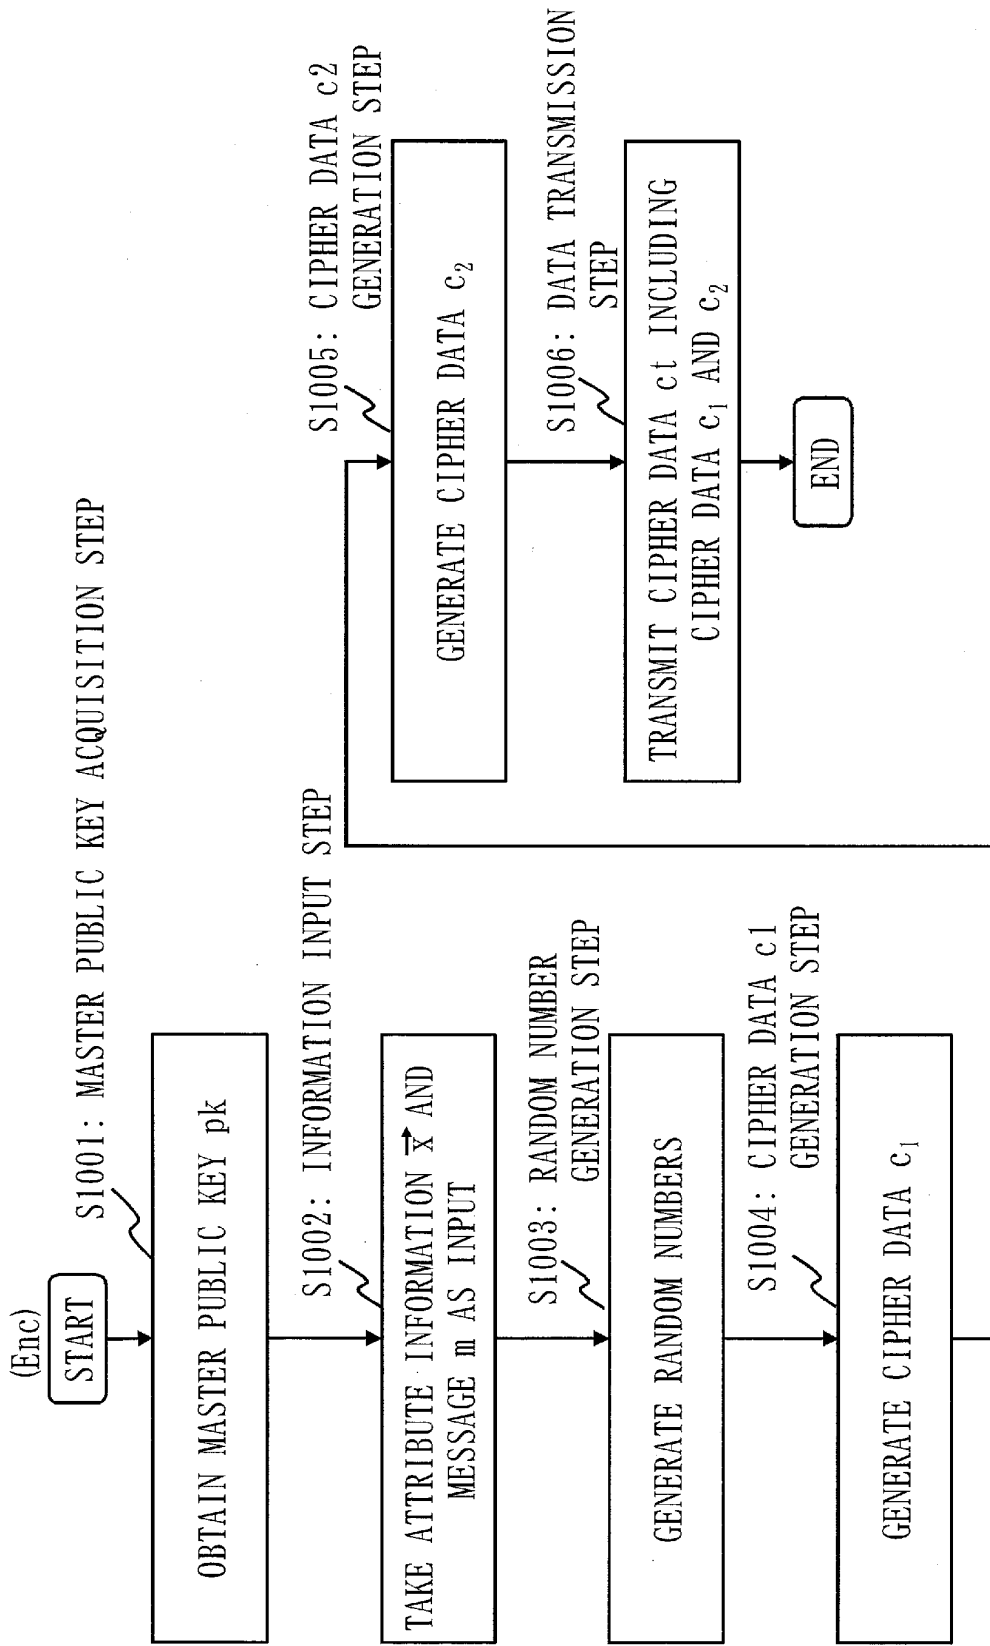 (Enc)
START
S1001: MASTER PUBLIC KEY ACQUISITION STEP
OBTAIN MASTER PUBLIC KEY pk
S1002: INFORMATION INPUT STEP
TAKE ATTRIBUTE INFORMATION x⃗ AND
MESSAGE m AS INPUT
S1003: RANDOM NUMBER
GENERATION STEP
GENERATE RANDOM NUMBERS
S1004: CIPHER DATA c1
GENERATION STEP
GENERATE CIPHER DATA c₁
S1005: CIPHER DATA c2
GENERATION STEP
GENERATE CIPHER DATA c₂
S1006: DATA TRANSMISSION
STEP
TRANSMIT CIPHER DATA ct INCLUDING
CIPHER DATA c₁ AND c₂
END